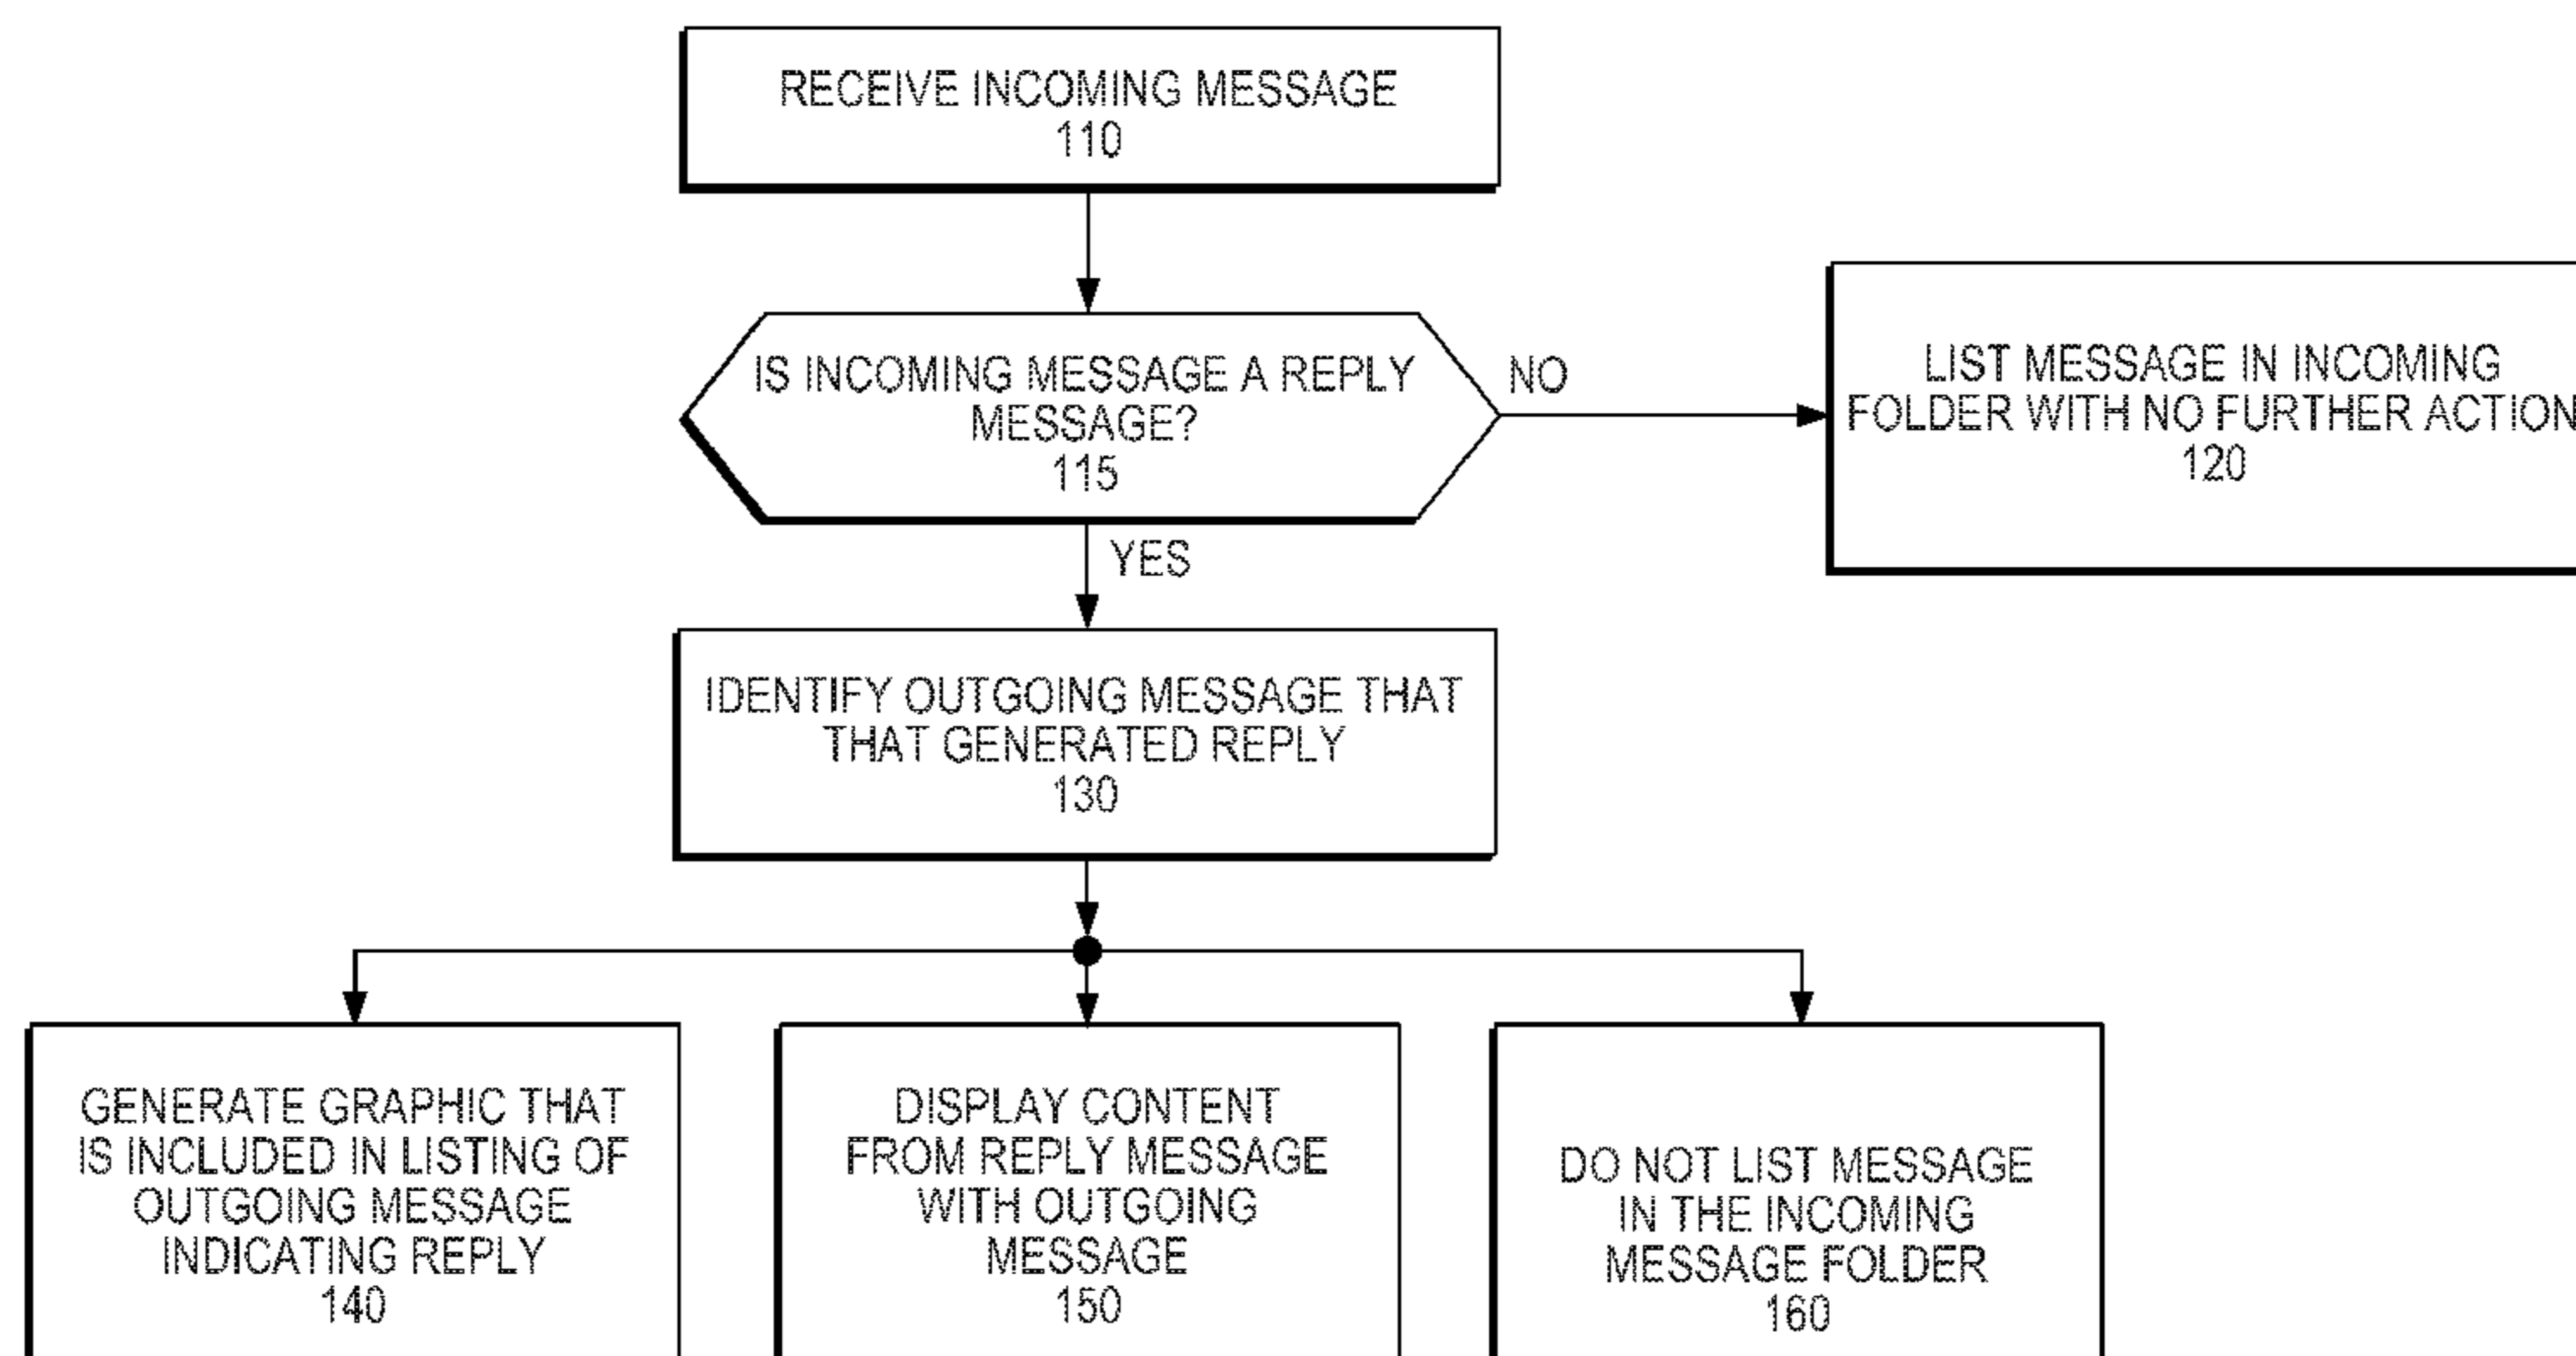 RECEIVE INCOMING MESSAGE
110
IS INCOMING MESSAGE A REPLY
MESSAGE?
115
NO
LIST MESSAGE IN INCOMING
FOLDER WITH NO FURTHER ACTION
120
YES
IDENTIFY OUTGOING MESSAGE THAT
THAT GENERATED REPLY
130
GENERATE GRAPHIC THAT
IS INCLUDED IN LISTING OF
OUTGOING MESSAGE
INDICATING REPLY
140
DISPLAY CONTENT
FROM REPLY MESSAGE
WITH OUTGOING
MESSAGE
150
DO NOT LIST MESSAGE
IN THE INCOMING
MESSAGE FOLDER
160